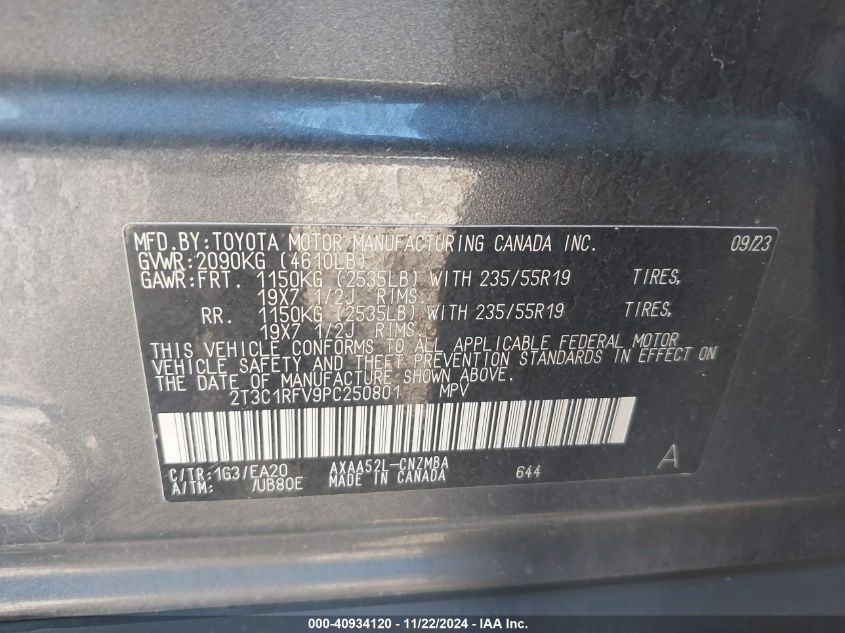 MFD.BY:TOYOTA MOTOR MANUFACTURING CANADA INC. 09/23
GVWR:2090KG (4610LB)
GAWR:FRT. 1150KG (2535LB) WITH 235/55R19 TIRES,
19X7 1/2J RIMS.
RR. 1150KG (2535LB) WITH 235/55R19 TIRES,
19X7 1/2J RIMS.
THIS VEHICLE CONFORMS TO ALL APPLICABLE FEDERAL MOTOR
VEHICLE SAFETY AND THEFT PREVENTION STANDARDS IN EFFECT ON
THE DATE OF MANUFACTURE SHOWN ABOVE.
2T3C1RFV9PC250801 MPV
C/TR:1G3/EA20 AXAA52L-CNZMBA 644 A
A/TM: /UB80E MADE IN CANADA
000-40934120 - 11/22/2024 - IAA Holdings, LLC.